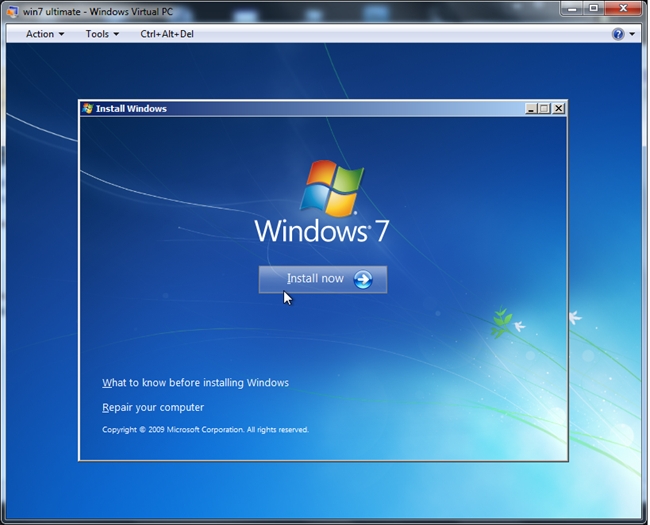 win7 ultimate - Windows Virtual PC
Action Tools Ctrl+Alt+Del
Install Windows
Windows 7
Install now
What to know before installing Windows
Repair your computer
Copyright © 2009 Microsoft Corporation. All rights reserved.